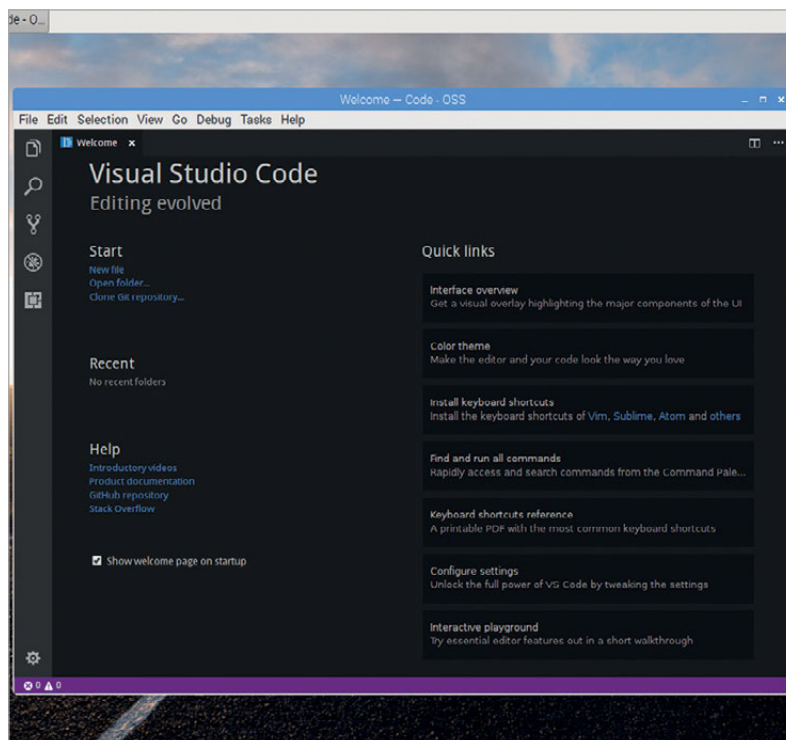 de - O...
Welcome — Code - OSS
File Edit Selection View Go Debug Tasks Help
Welcome
Visual Studio Code
Editing evolved
Start
New file
Open folder...
Clone Git repository...
Recent
No recent folders
Help
Introductory videos
Product documentation
GitHub repository
Stack Overflow
Show welcome page on startup
Quick links
Interface overview
Get a visual overlay highlighting the major components of the UI
Color theme
Make the editor and your code look the way you love
Install keyboard shortcuts
Install the keyboard shortcuts of Vim, Sublime, Atom and others
Find and run all commands
Rapidly access and search commands from the Command Pale...
Keyboard shortcuts reference
A printable PDF with the most common keyboard shortcuts
Configure settings
Unlock the full power of VS Code by tweaking the settings
Interactive playground
Try essential editor features out in a short walkthrough
0 0